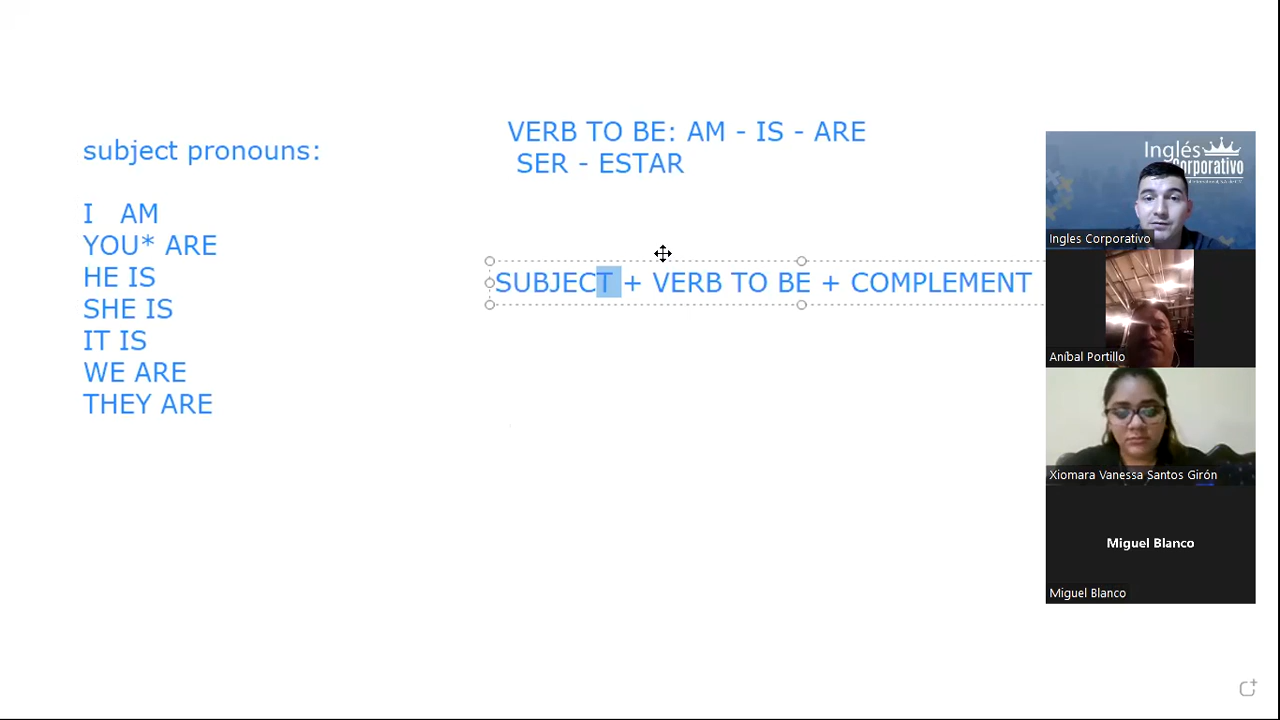 subject pronouns:
I AM
YOU* ARE
HE IS
SHE IS
IT IS
WE ARE
THEY ARE
VERB TO BE: AM - IS - ARE
SER - ESTAR
SUBJECT + VERB TO BE + COMPLEMENT
Inglés
Corporativo
Ingles Corporativo
Aníbal Portillo
Xiomara Vanessa Santos Girón
Miguel Blanco
Miguel Blanco